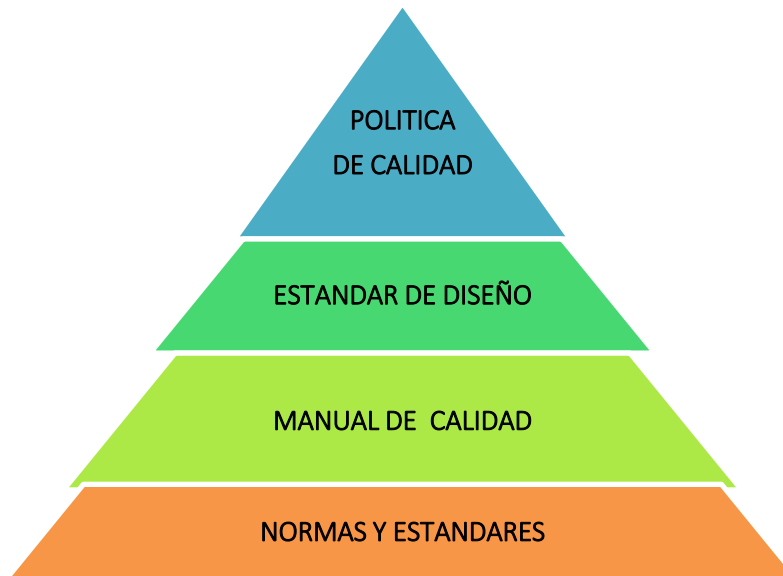 POLITICA
DE CALIDAD
ESTANDAR DE DISEÑO
MANUAL DE  CALIDAD
NORMAS Y ESTANDARES